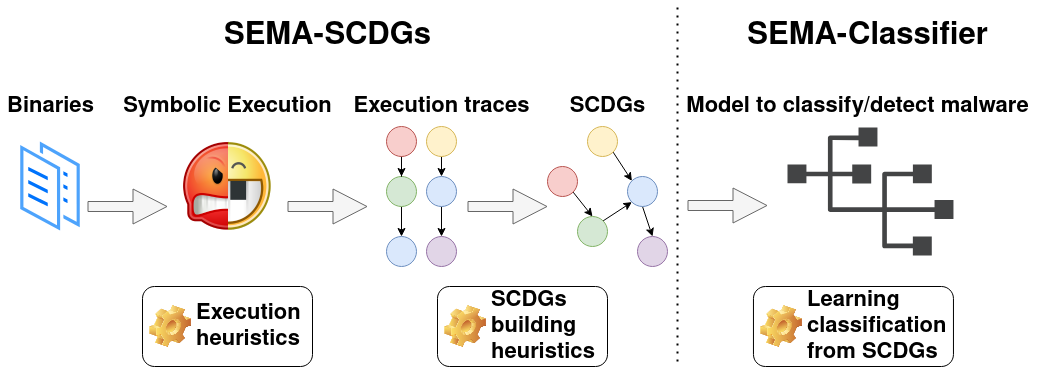 SEMA-SCDGs
SEMA-Classifier
Binaries
Symbolic Execution
Execution traces
SCDGs
Model to classify/detect malware
Execution
heuristics
SCDGs
building
heuristics
Learning
classification
from SCDGs